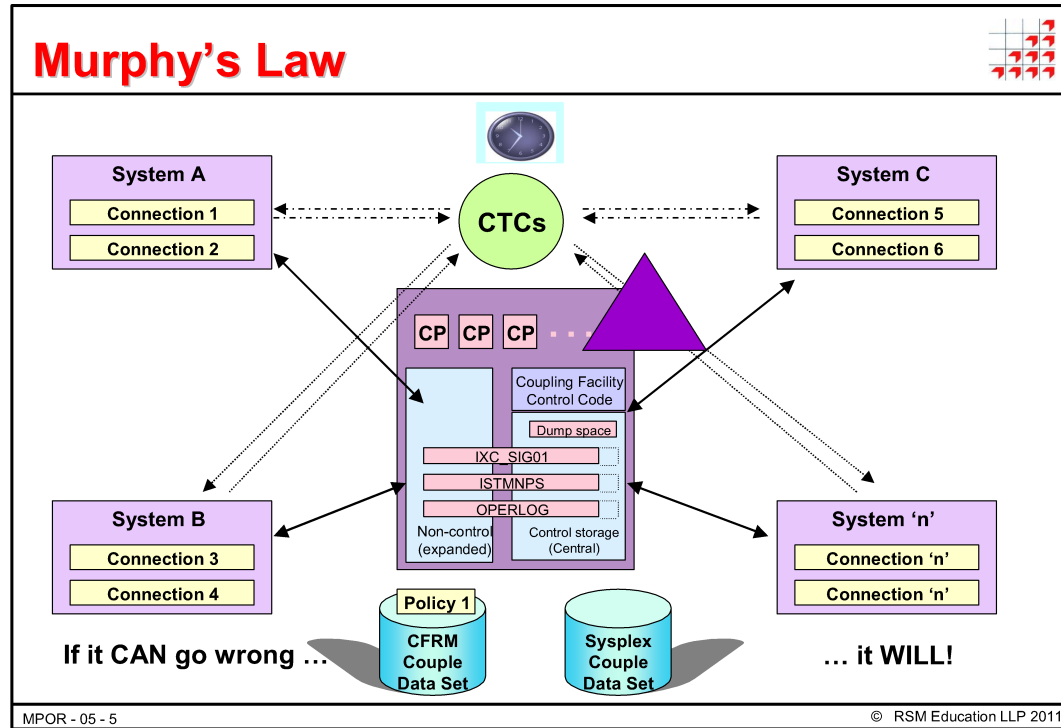 Murphy's Law
System A
Connection 1
Connection 2
CTCs
System C
Connection 5
Connection 6
CP CP CP
Coupling Facility
Control Code
Dump space
IXC_SIG01
ISTMNPS
OPERLOG
Non-control
(expanded)
Control storage
(Central)
System B
Connection 3
Connection 4
System ‘n’
Connection ‘n’
Connection ‘n’
Policy 1
CFRM
Couple
Data Set
Sysplex
Couple
Data Set
If it CAN go wrong …
… it WILL!
MPOR - 05 - 5
© RSM Education LLP 2011